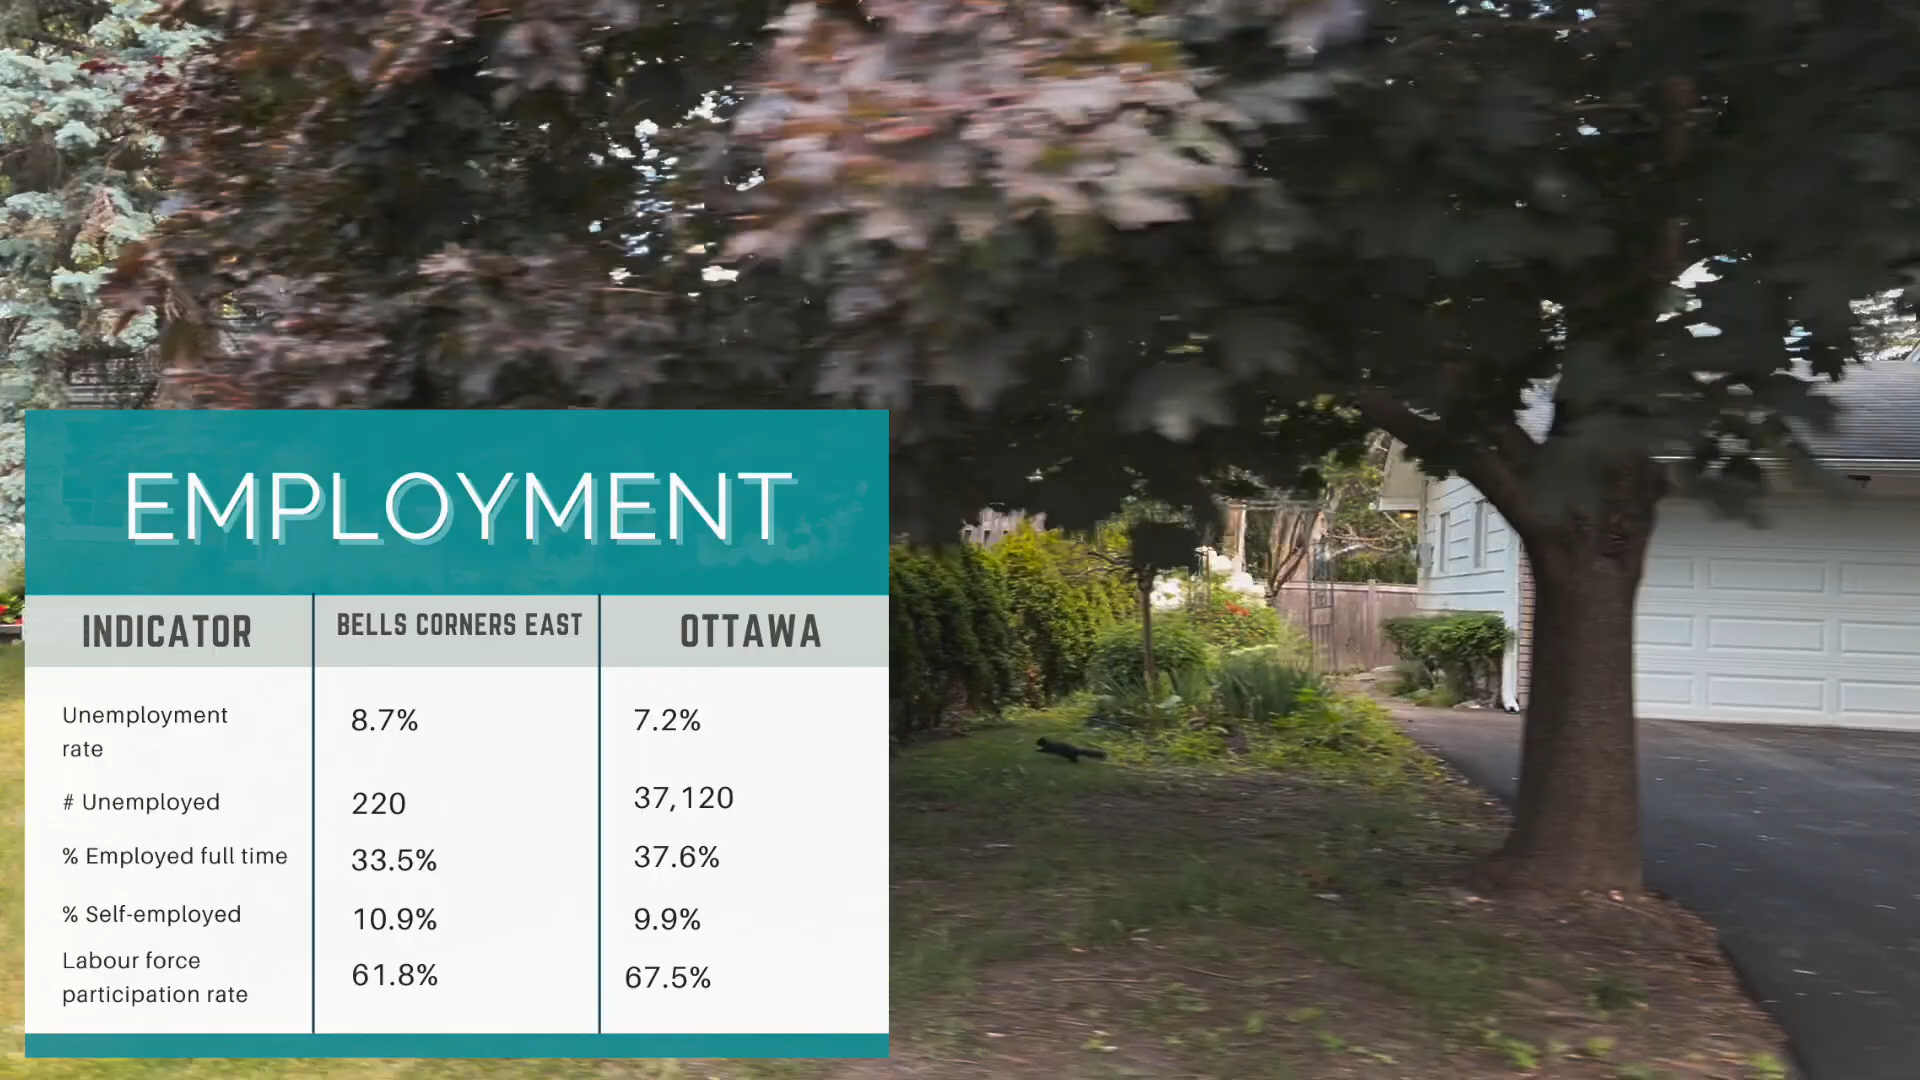 EMPLOYMENT
INDICATOR BELLS CORNERS EAST OTTAWA
Unemployment rate 8.7% 7.2%
# Unemployed 220 37,120
% Employed full time 33.5% 37.6%
% Self-employed 10.9% 9.9%
Labour force participation rate 61.8% 67.5%